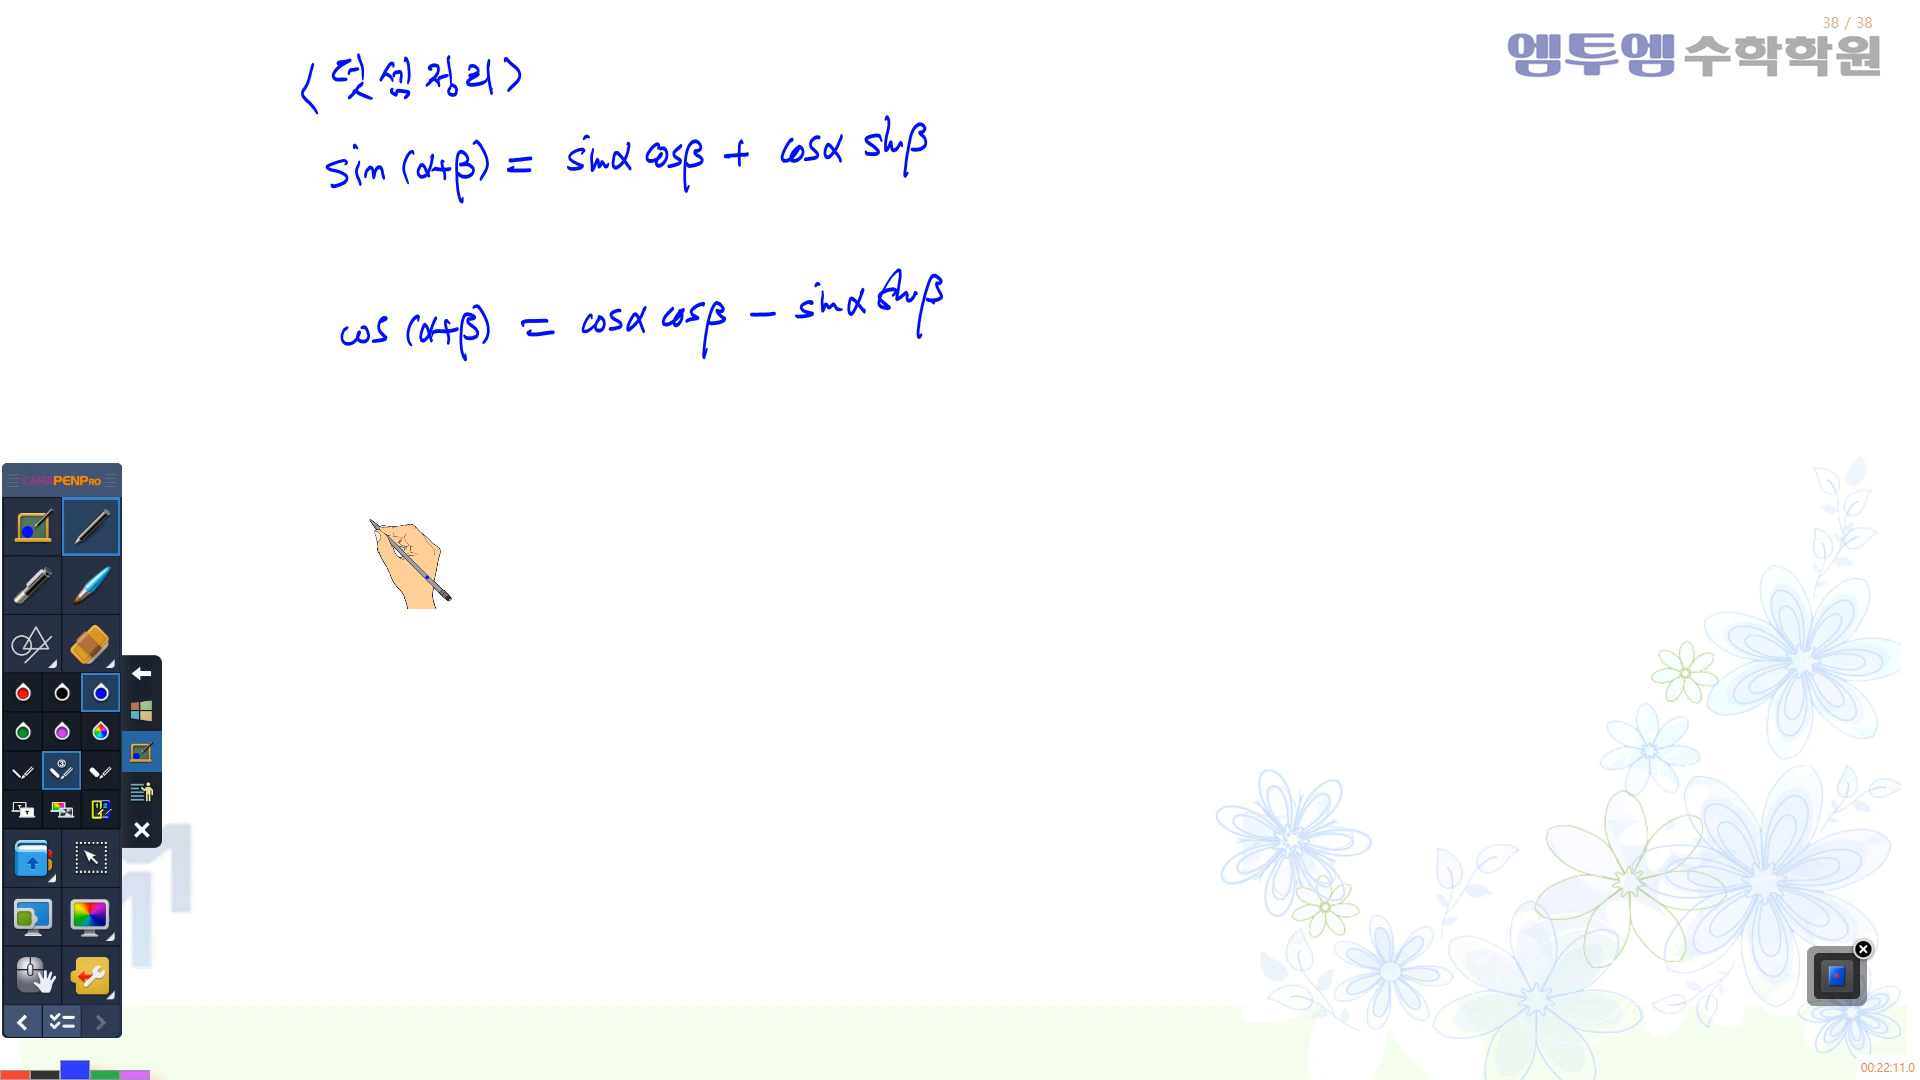 38 / 38
엠투엠 수학학원
<덧셈정리>
sin (α+β) = sinα cosβ + cosα sinβ
cos (α+β) = cosα cosβ − sinα sinβ
CARAPENPRO
00:22:11.0